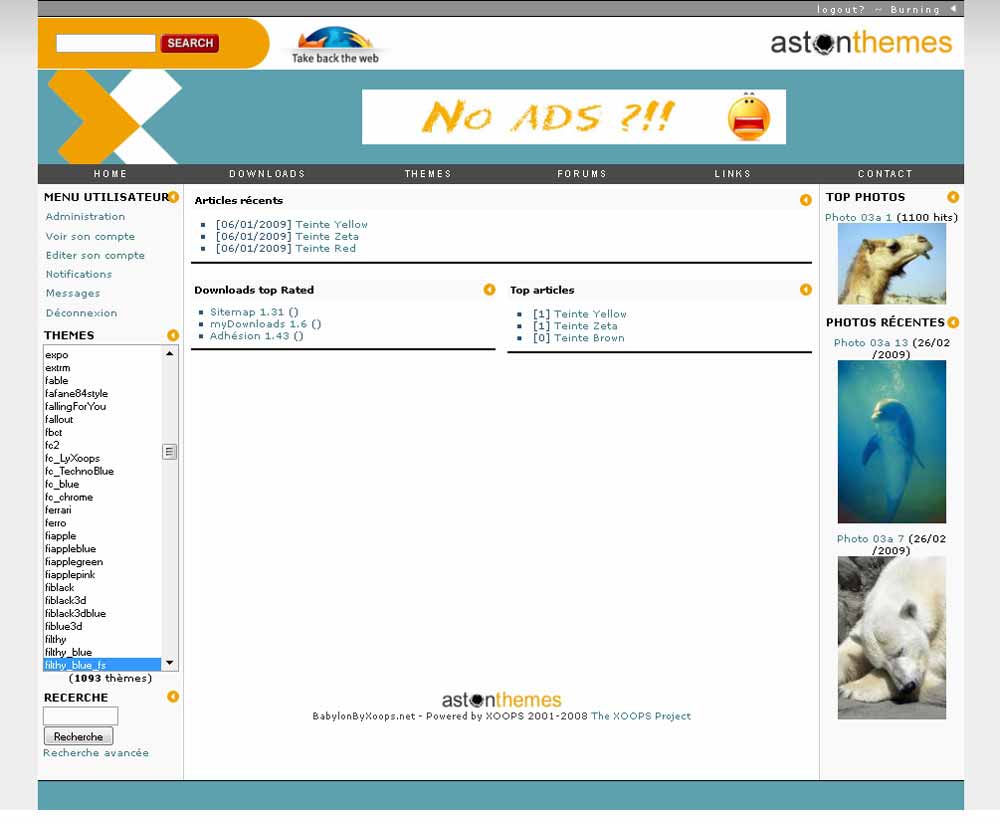 logout? ~ Burning
SEARCH
Take back the web
astonthemes
NO ADS ?!!
HOME DOWNLOADS THEMES FORUMS LINKS CONTACT
MENU UTILISATEUR
Administration
Voir son compte
Editer son compte
Notifications
Messages
Déconnexion
THEMES
expo
extrm
fable
fafane84style
fallingForYou
fallout
fbct
fc2
fc_LyXoops
fc_TechnoBlue
fc_blue
fc_chrome
ferrari
ferro
fiapple
fiappleblue
fiapplegreen
fiapplepink
fiblack
fiblack3d
fiblack3dblue
fiblue3d
filthy
filthy_blue
filthy_blue_fs
(1093 thèmes)
RECERCHE
Recherche
Recherche avancée
Articles récents
[06/01/2009] Teinte Yellow
[06/01/2009] Teinte Zeta
[06/01/2009] Teinte Red
Downloads top Rated
Sitemap 1.31 ()
myDownloads 1.6 ()
Adhésion 1.43 ()
Top articles
[1] Teinte Yellow
[1] Teinte Zeta
[0] Teinte Brown
astonthemes
BabylonByXoops.net - Powered by XOOPS 2001-2008 The XOOPS Project
TOP PHOTOS
Photo 03a 1 (1100 hits)
PHOTOS RÉCENTES
Photo 03a 13 (26/02
/2009)
Photo 03a 7 (26/02
/2009)